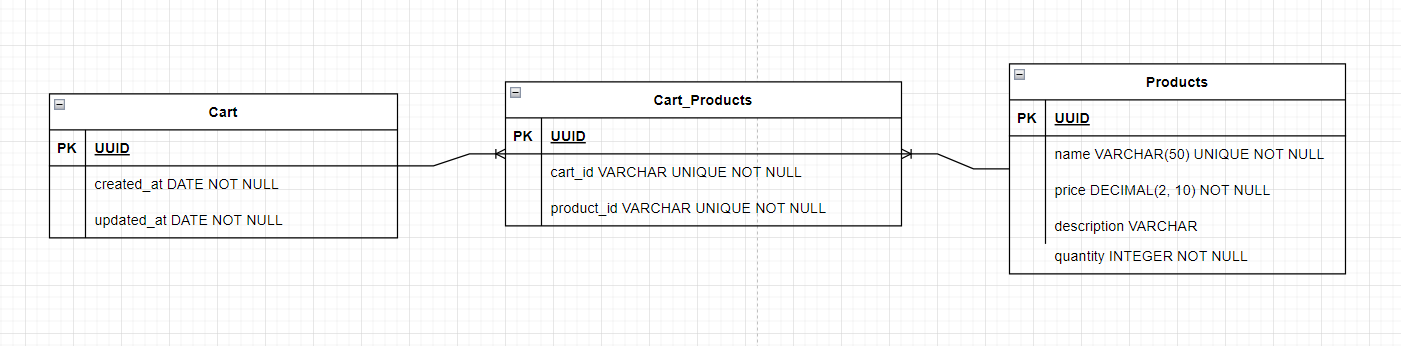 Cart
PK UUID
created_at DATE NOT NULL
updated_at DATE NOT NULL
Cart_Products
PK UUID
cart_id VARCHAR UNIQUE NOT NULL
product_id VARCHAR UNIQUE NOT NULL
Products
PK UUID
name VARCHAR(50) UNIQUE NOT NULL
price DECIMAL(2, 10) NOT NULL
description VARCHAR
quantity INTEGER NOT NULL